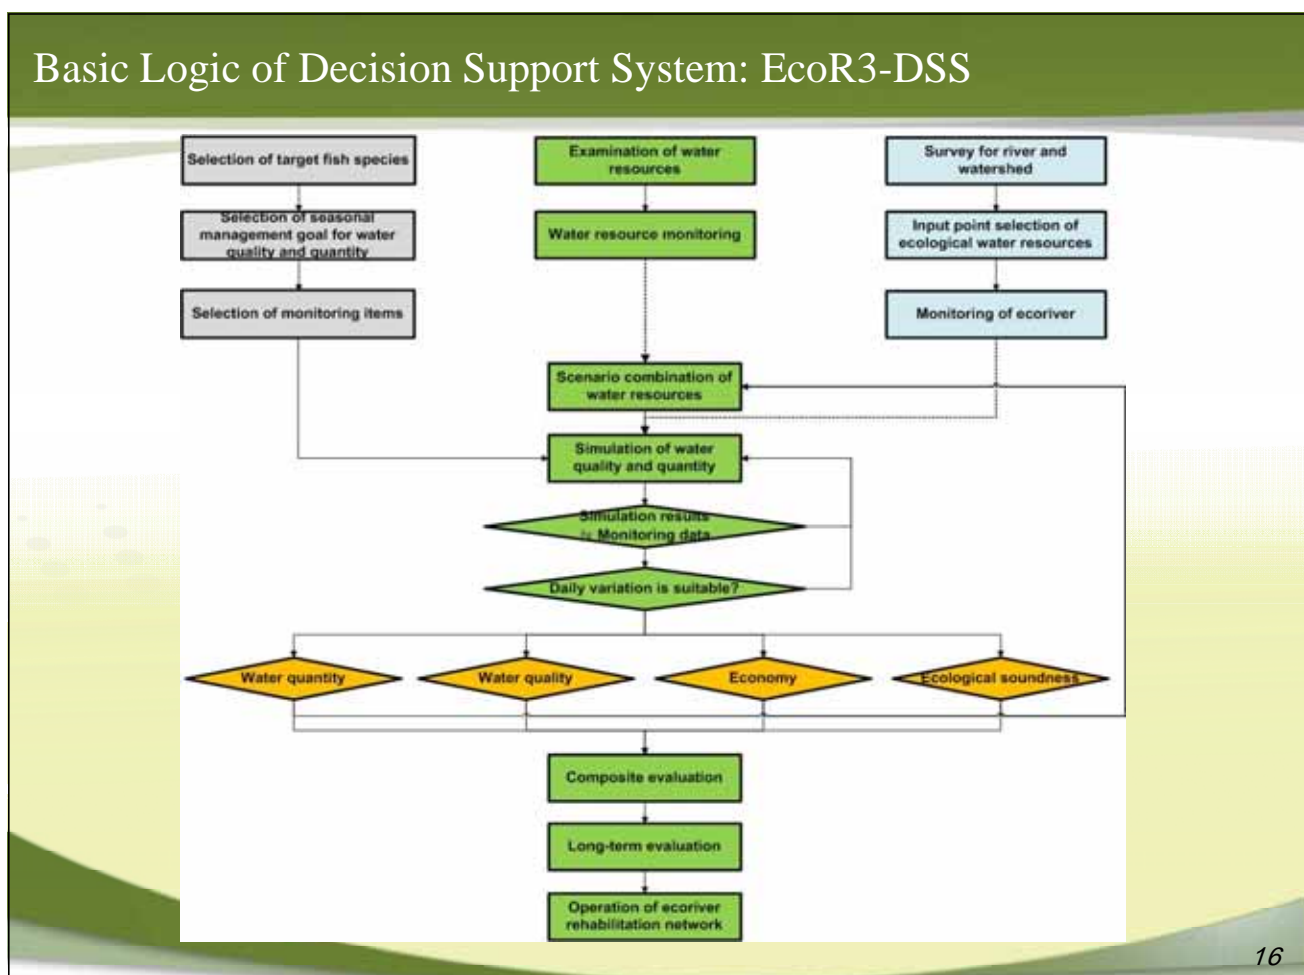 Basic Logic of Decision Support System: EcoR3-DSS
Selection of target fish species
Selection of seasonal
management goal for water
quality and quantity
Selection of monitoring items
Examination of water
resources
Water resource monitoring
Survey for river and
watershed
Input point selection of
ecological water resources
Monitoring of ecoriver
Scenario combination of
water resources
Simulation of water
quality and quantity
Simulation results
≒ Monitoring data
Daily variation is suitable?
Water quantity
Water quality
Economy
Ecological soundness
Composite evaluation
Long-term evaluation
Operation of ecoriver
rehabilitation network
16